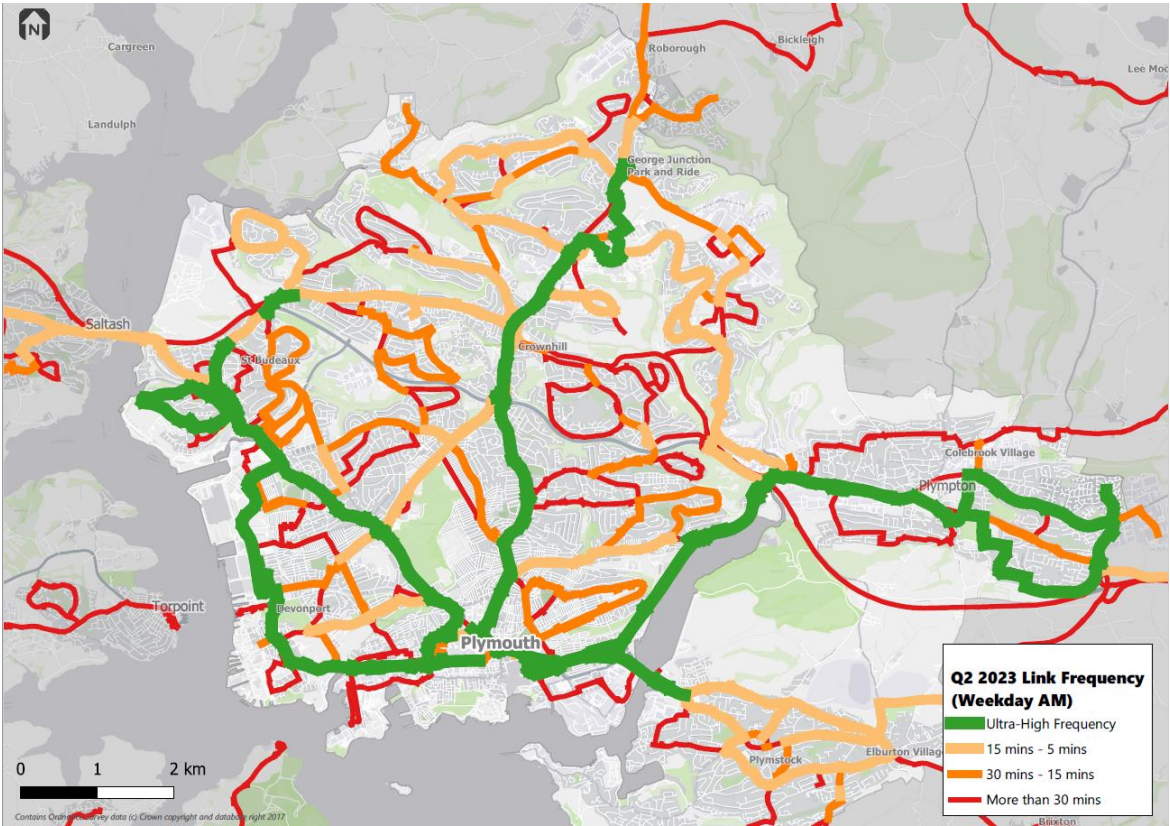 N
Cargreen
Roborough
Bickleigh
Lee Moo
Landulph
George Junction
Park and Ride
Saltash
St Budeaux
Crownhill
Colebrook Village
Plympton
Torpoint
Devonport
Plymouth
Plymstock
Elburton Village
Brixton
Q2 2023 Link Frequency
(Weekday AM)
Ultra-High Frequency
15 mins - 5 mins
30 mins - 15 mins
More than 30 mins
0 1 2 km
Contains Ordnance Survey data (c) Crown copyright and database right 2017